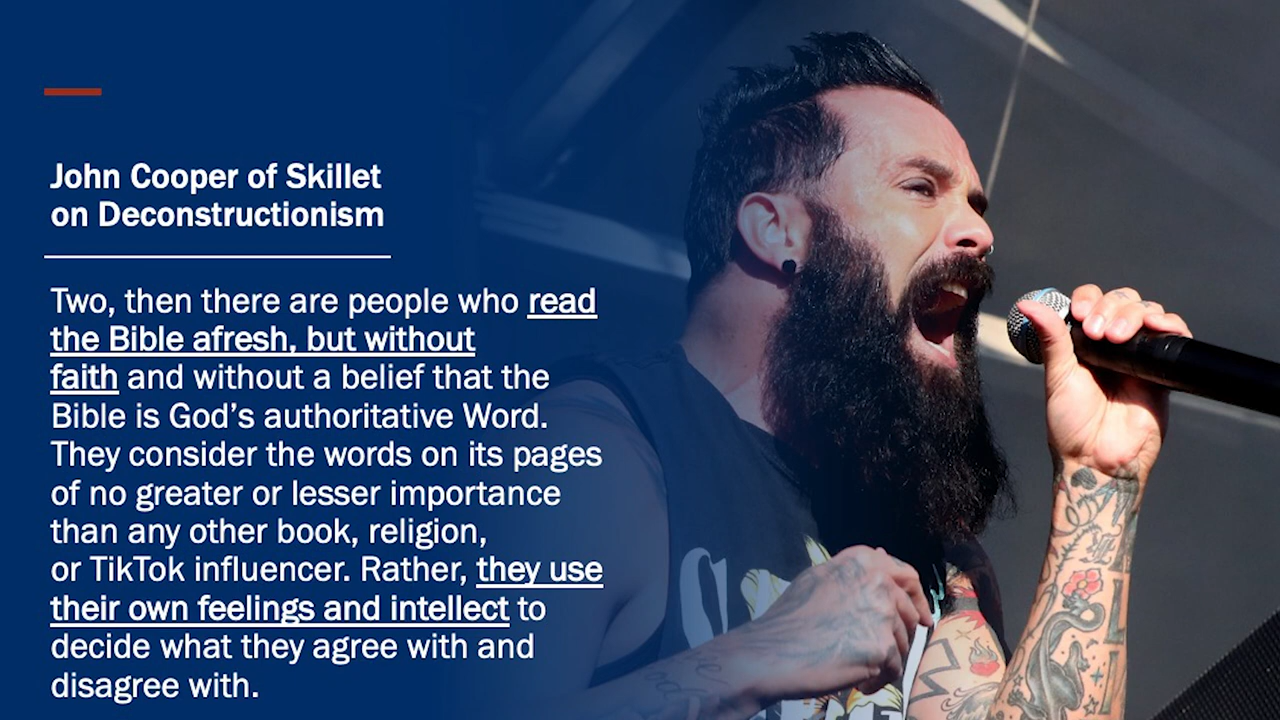 John Cooper of Skillet
on Deconstructionism
Two, then there are people who read
the Bible afresh, but without
faith and without a belief that the
Bible is God’s authoritative Word.
They consider the words on its pages
of no greater or lesser importance
than any other book, religion,
or TikTok influencer. Rather, they use
their own feelings and intellect to
decide what they agree with and
disagree with.